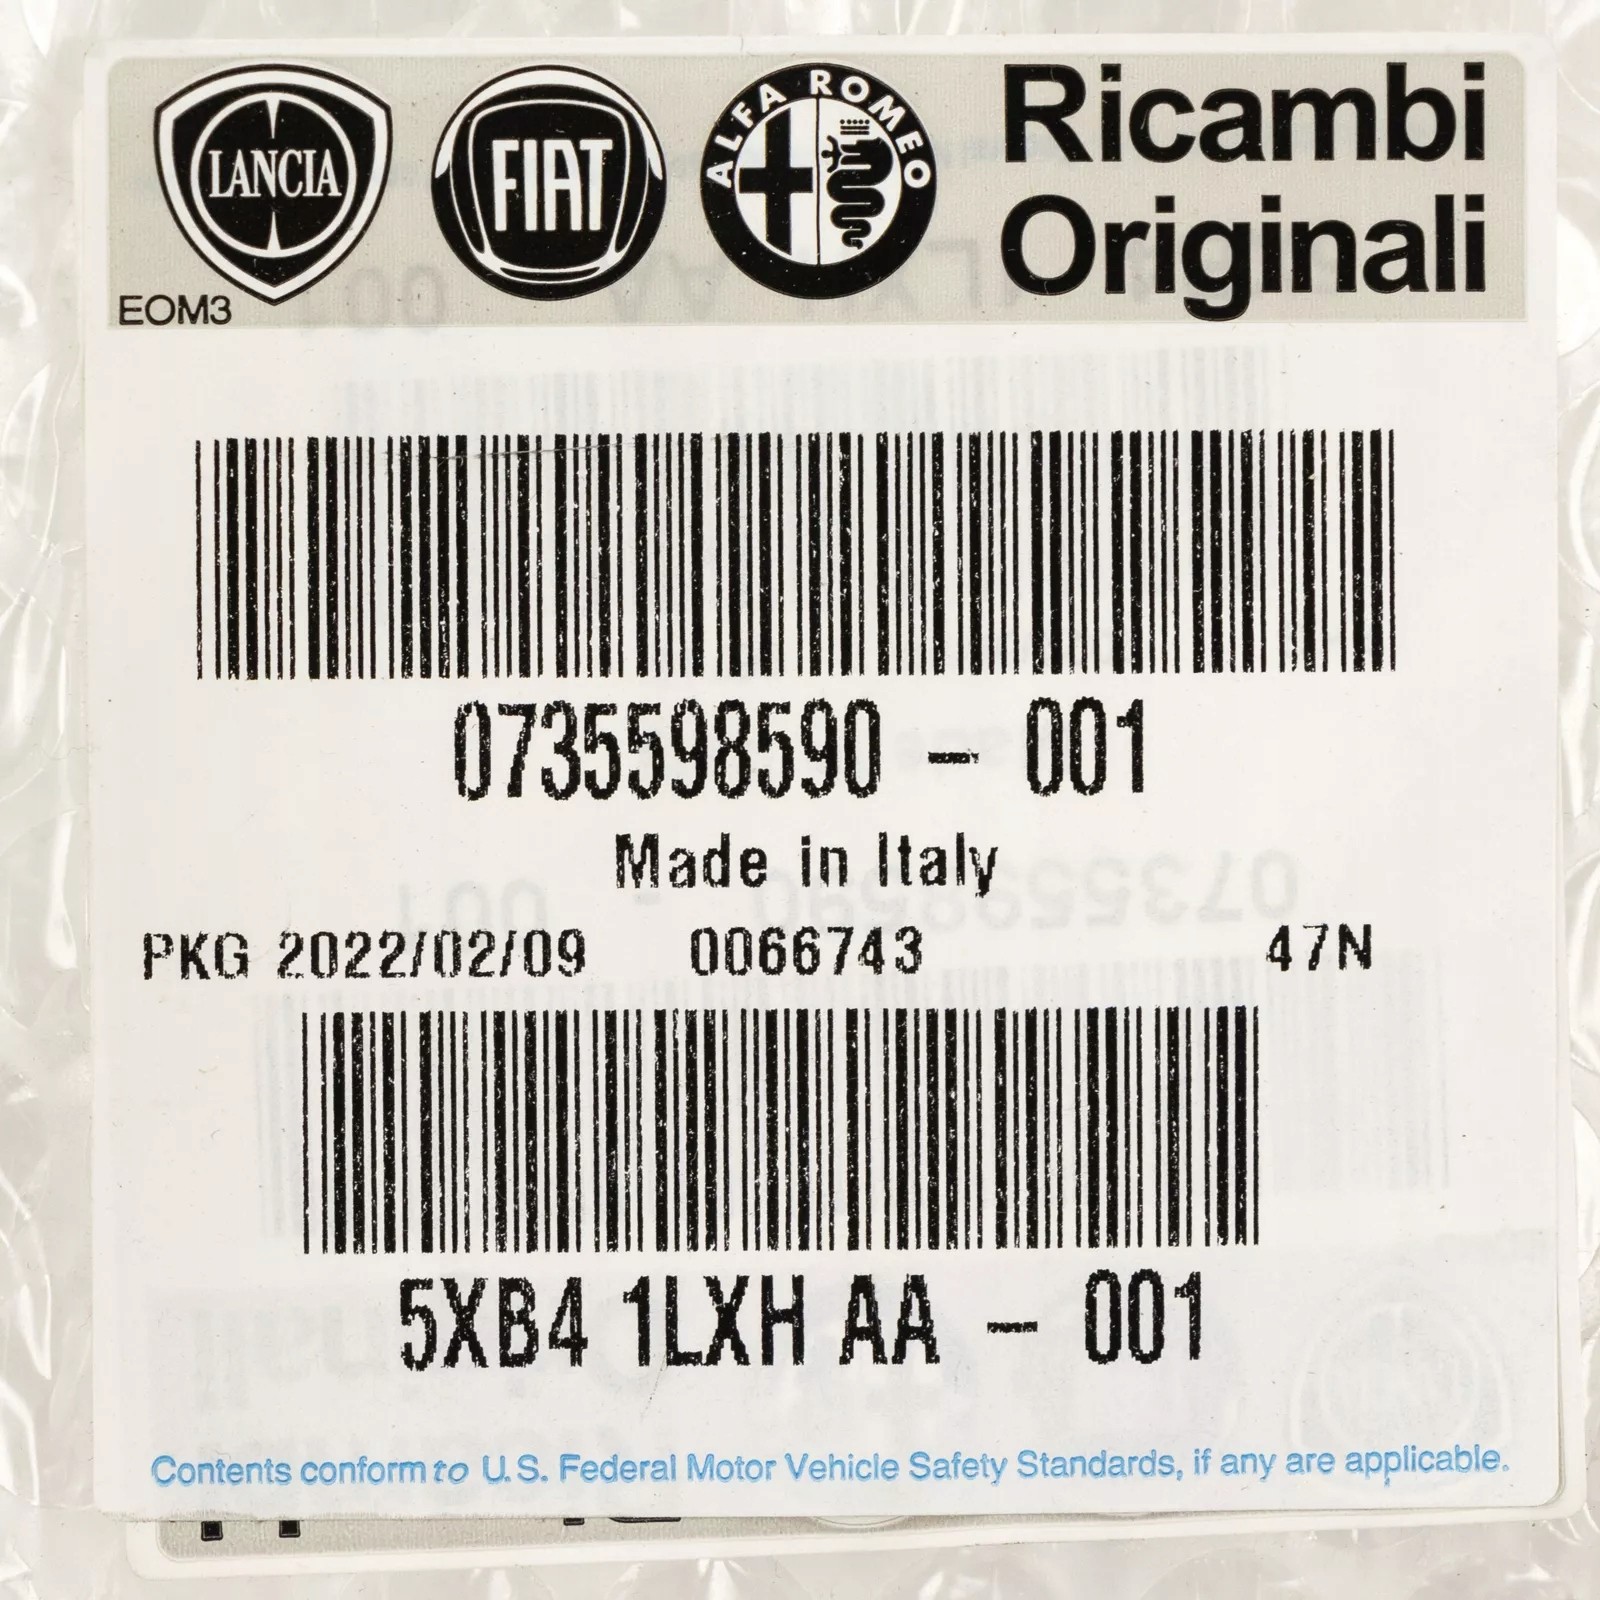 LANCIA
FIAT
ALFA ROMEO
Ricambi
Originali
EOM3
0735598590 - 001
Made in Italy
PKG 2022/02/09 0066743 47N
5XB4 1LXH AA - 001
Contents conform to U.S. Federal Motor Vehicle Safety Standards, if any are applicable.